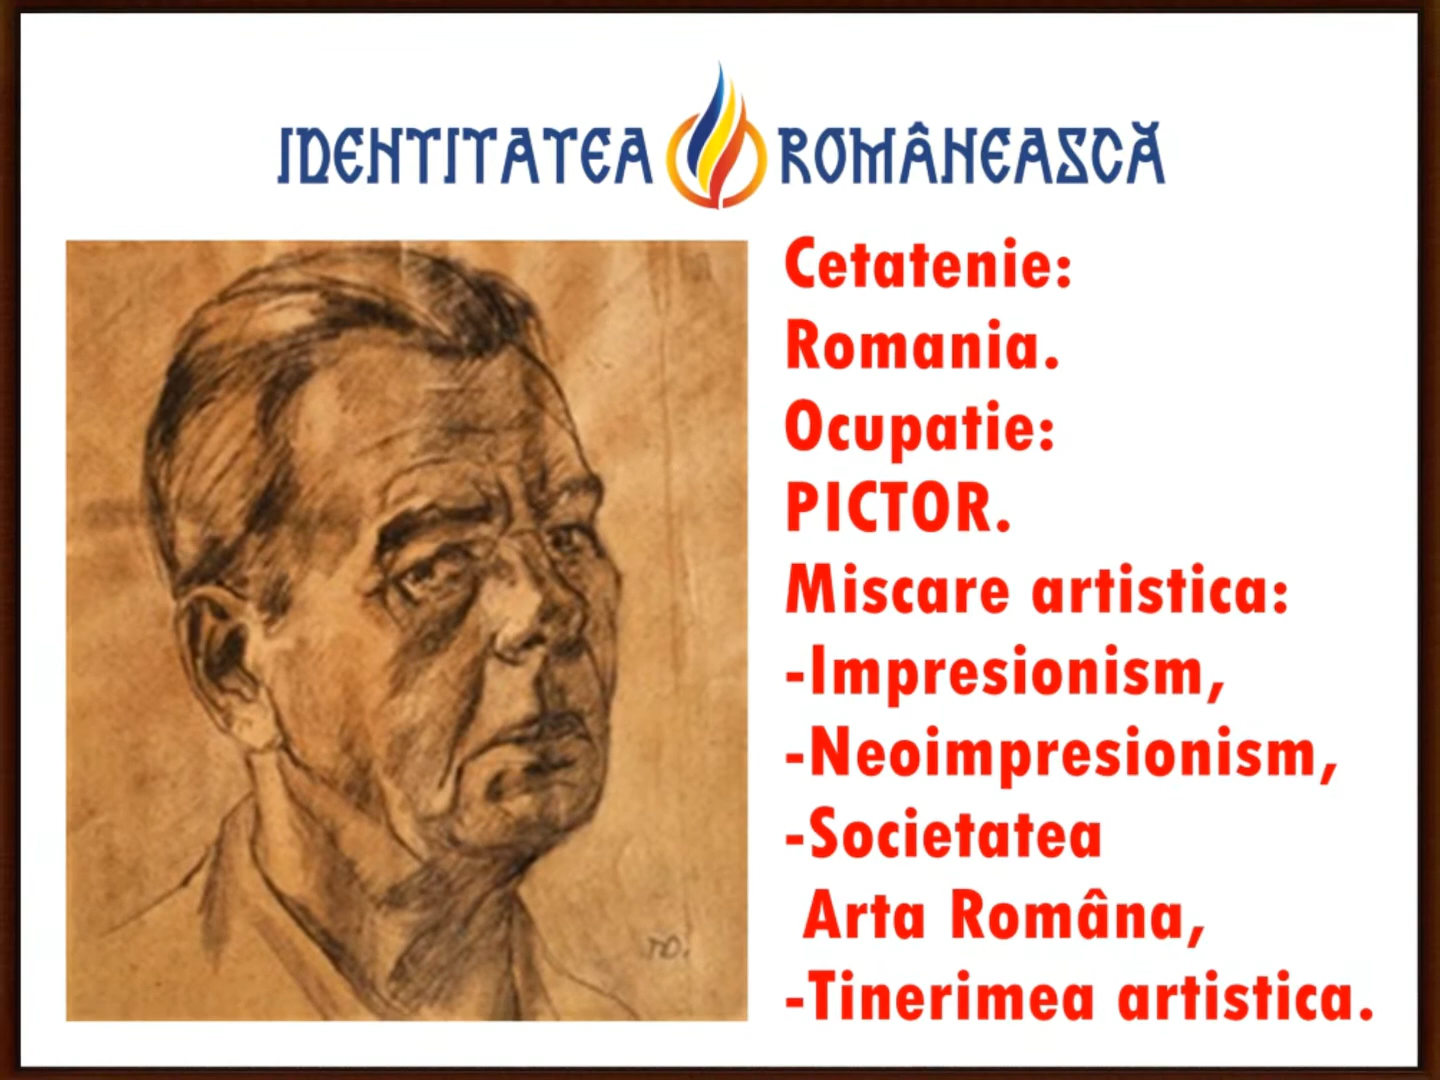 IDENTITATEA ROMÂNEASCĂ
Cetatenie:
Romania.
Ocupatie:
PICTOR.
Miscare artistica:
-Impresionism,
-Neoimpresionism,
-Societatea
Arta Româna,
-Tinerimea artistica.